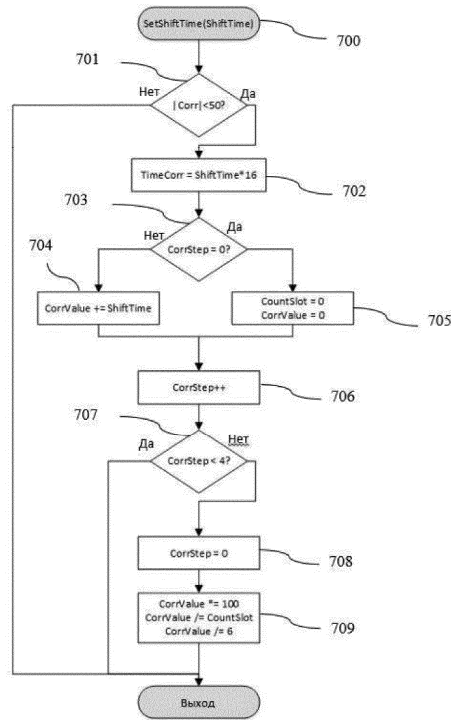 SetShiftTime(ShiftTime)
700
701
Нет
Да
|Corr|<50?
TimeCorr = ShiftTime*16
702
703
Нет
Да
CorrStep = 0?
704
CorrValue += ShiftTime
CountSlot = 0
CorrValue = 0
705
CorrStep++
706
707
Да
Нет
CorrStep < 4?
CorrStep = 0
708
CorrValue *= 100
CorrValue /= CountSlot
CorrValue /= 6
709
Выход